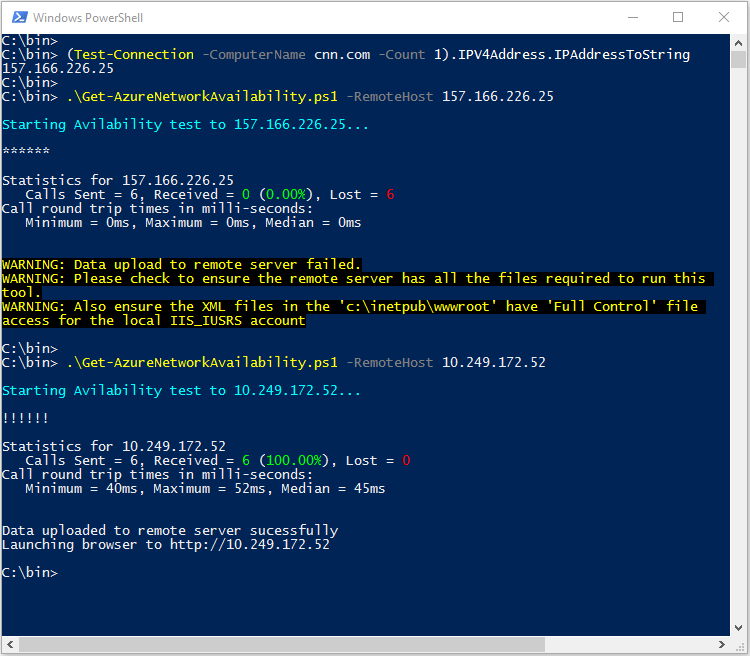 Windows PowerShell
C:\bin>
C:\bin> (Test-Connection -ComputerName cnn.com -Count 1).IPV4Address.IPAddressToString
157.166.226.25
C:\bin>
C:\bin> .\Get-AzureNetworkAvailability.ps1 -RemoteHost 157.166.226.25
Starting Avilability test to 157.166.226.25...
******
Statistics for 157.166.226.25
Calls Sent = 6, Received = 0 (0.00%), Lost = 6
Call round trip times in milli-seconds:
Minimum = 0ms, Maximum = 0ms, Median = 0ms
WARNING: Data upload to remote server failed.
WARNING: Please check to ensure the remote server has all the files required to run this
tool.
WARNING: Also ensure the XML files in the 'c:\inetpub\wwwroot' have 'Full Control' file
access for the local IIS_IUSRS account
C:\bin>
C:\bin> .\Get-AzureNetworkAvailability.ps1 -RemoteHost 10.249.172.52
Starting Avilability test to 10.249.172.52...
!!!!!!
Statistics for 10.249.172.52
Calls Sent = 6, Received = 6 (100.00%), Lost = 0
Call round trip times in milli-seconds:
Minimum = 40ms, Maximum = 52ms, Median = 45ms
Data uploaded to remote server sucessfully
Launching browser to http://10.249.172.52
C:\bin>